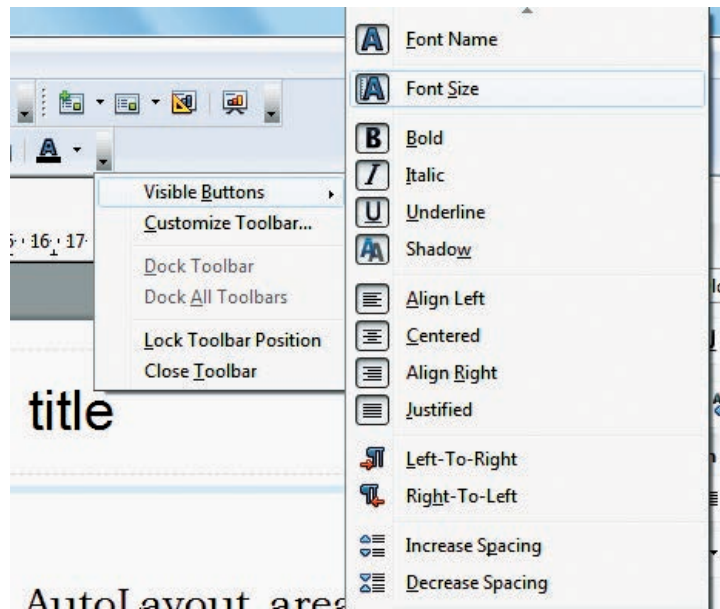 Font Name
Font Size
Bold
Italic
Underline
Shadow
Align Left
Centered
Align Right
Justified
Left-To-Right
Right-To-Left
Increase Spacing
Decrease Spacing
Visible Buttons
Customize Toolbar...
Dock Toolbar
Dock All Toolbars
Lock Toolbar Position
Close Toolbar
16 17
title
AutoLayout area